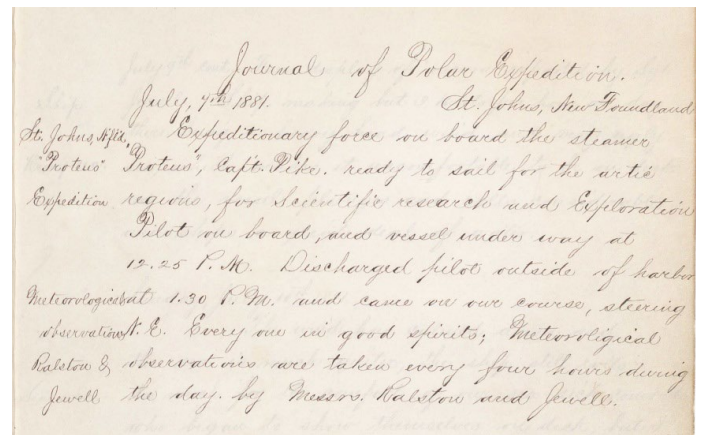 Journal of Polar Expedition.
July, 7th 1881. St. Johns, New Foundland
St. Johns, Nfld. Expeditionary force on board the steamer
"Proteus" "Proteus", Capt. Pike. ready to sail for the artic
Expedition regions, for Scientific research and Exploration
Pilot on board, and vessel under way at
12.25 P.M. Discharged pilot outside of harbor
Meteorological at 1.30 P.M. and came on our course, steering
observations N.E. Every one in good spirits; Meteoroligical
Ralston & observations are taken every four hours during
Jewell the day. by Messrs. Ralston and Jewell.